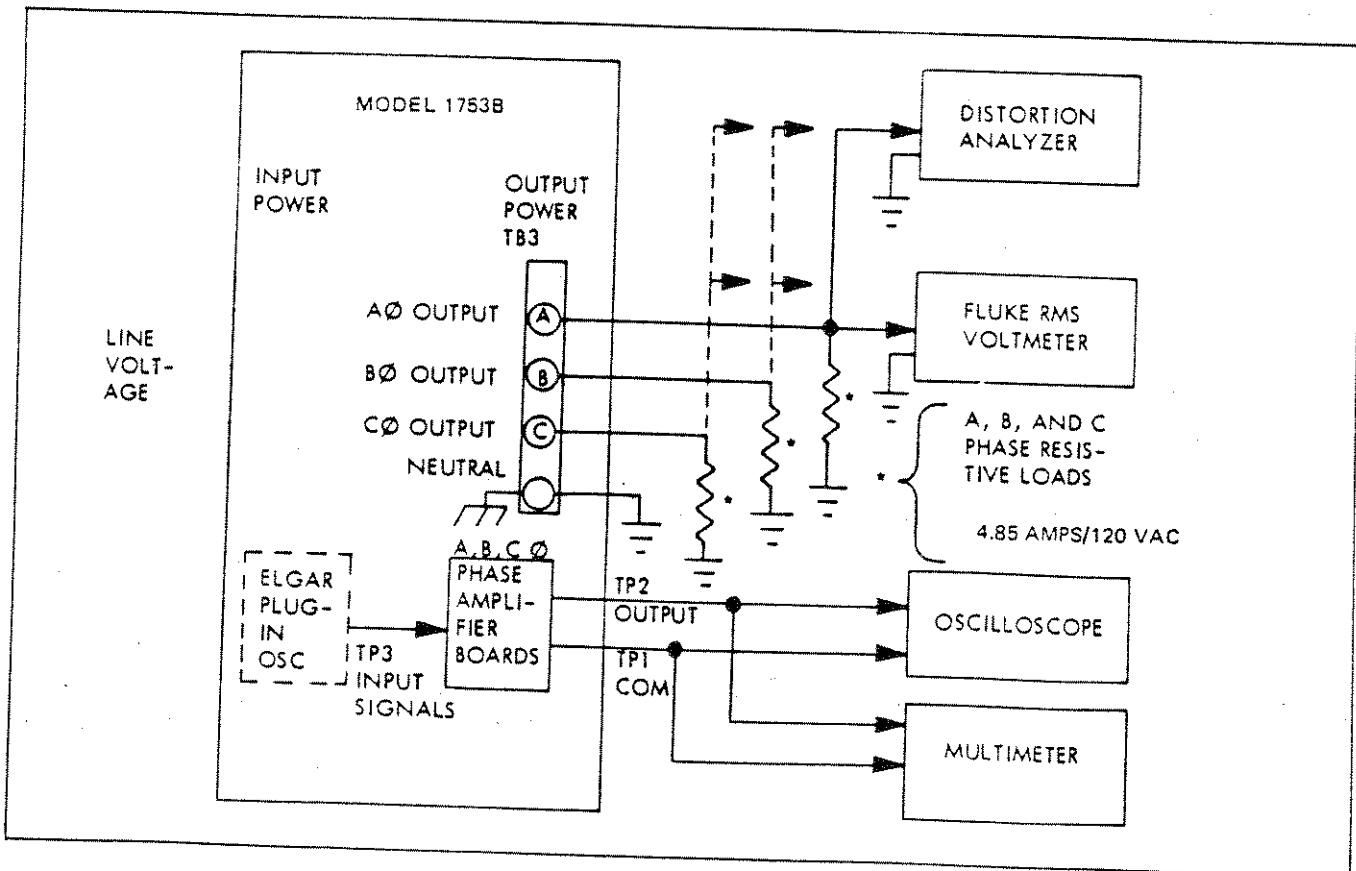 MODEL 1753B
INPUT
POWER
OUTPUT
POWER
TB3
LINE
VOLT-
AGE
AØ OUTPUT
A
BØ OUTPUT
B
CØ OUTPUT
C
NEUTRAL
A,B,C Ø
PHASE
AMPLI-
FIER
BOARDS
ELGAR
PLUG-
IN
OSC
TP3
INPUT
SIGNALS
TP2
OUTPUT
TP1
COM
DISTORTION
ANALYZER
FLUKE RMS
VOLTMETER
*
*
*
*
A, B, AND C
PHASE RESIS-
TIVE LOADS
4.85 AMPS/120 VAC
OSCILLOSCOPE
MULTIMETER